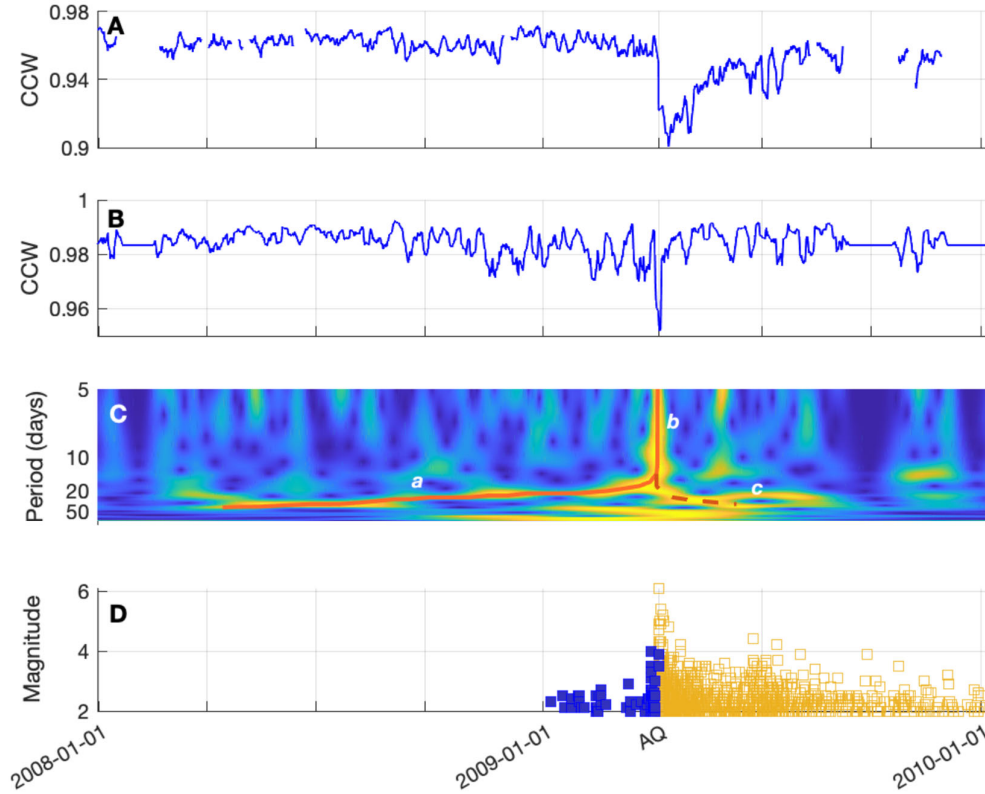 A
0.98
0.94
0.9
CCW
B
1
0.98
0.96
CCW
C
5
10
20
50
Period (days)
a
b
c
D
6
4
2
Magnitude
2008-01-01
2009-01-01
AQ
2010-01-01